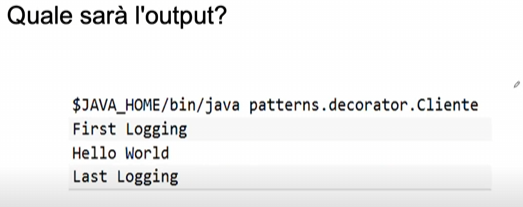 Quale sarà l'output?
$JAVA_HOME/bin/java patterns.decorator.Cliente
First Logging
Hello World
Last Logging